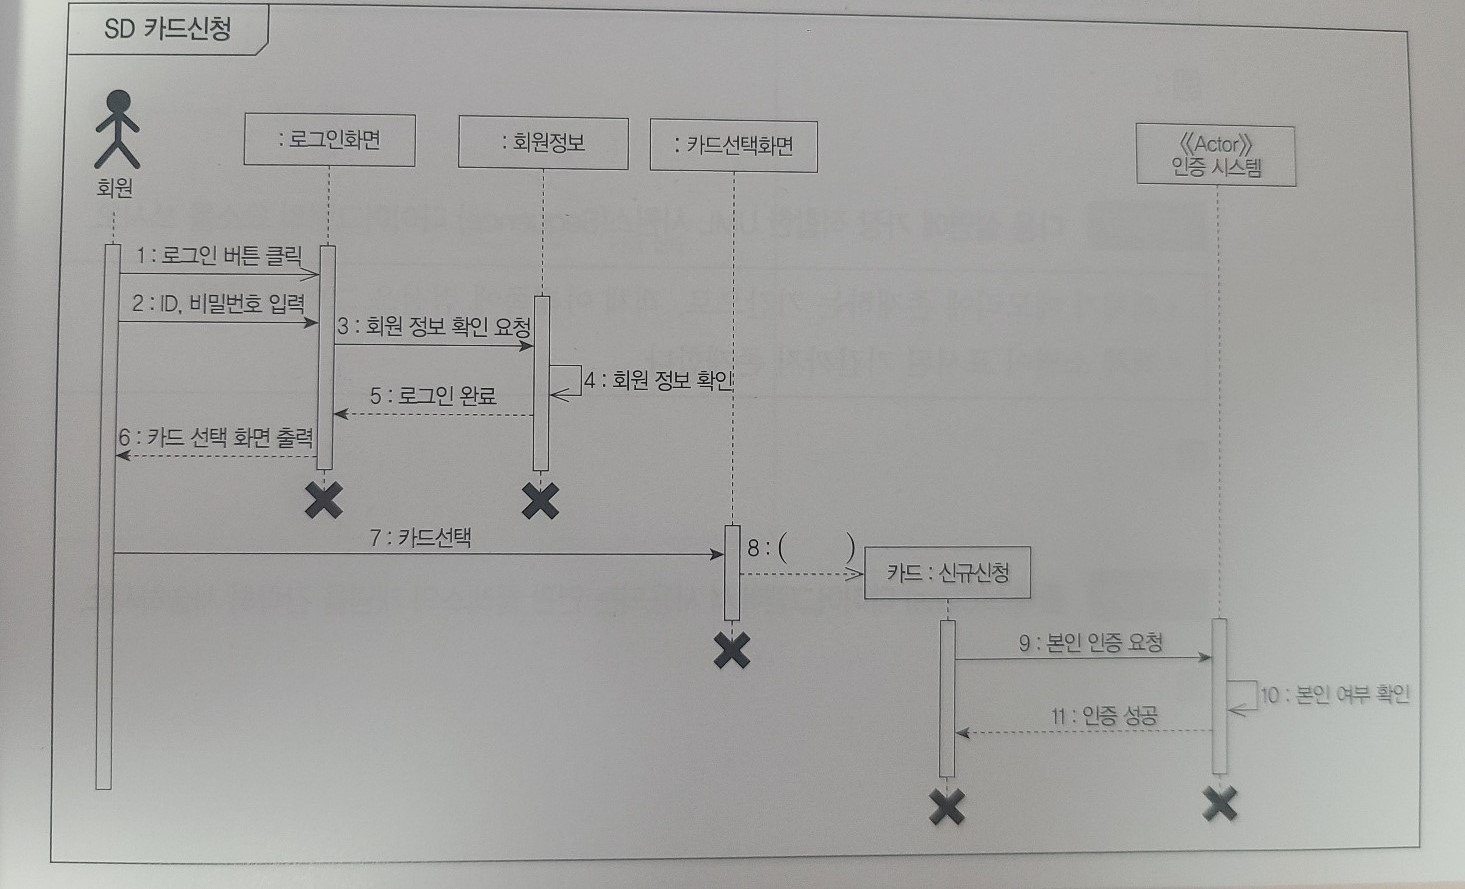 SD 카드신청
회원
: 로그인화면
: 회원정보
: 카드선택화면
《Actor》
인증 시스템
1 : 로그인 버튼 클릭
2 : ID, 비밀번호 입력
3 : 회원 정보 확인 요청
4 : 회원 정보 확인
5 : 로그인 완료
6 : 카드 선택 화면 출력
7 : 카드선택
8 : ( )
카드 : 신규신청
9 : 본인 인증 요청
10 : 본인 여부 확인
11 : 인증 성공